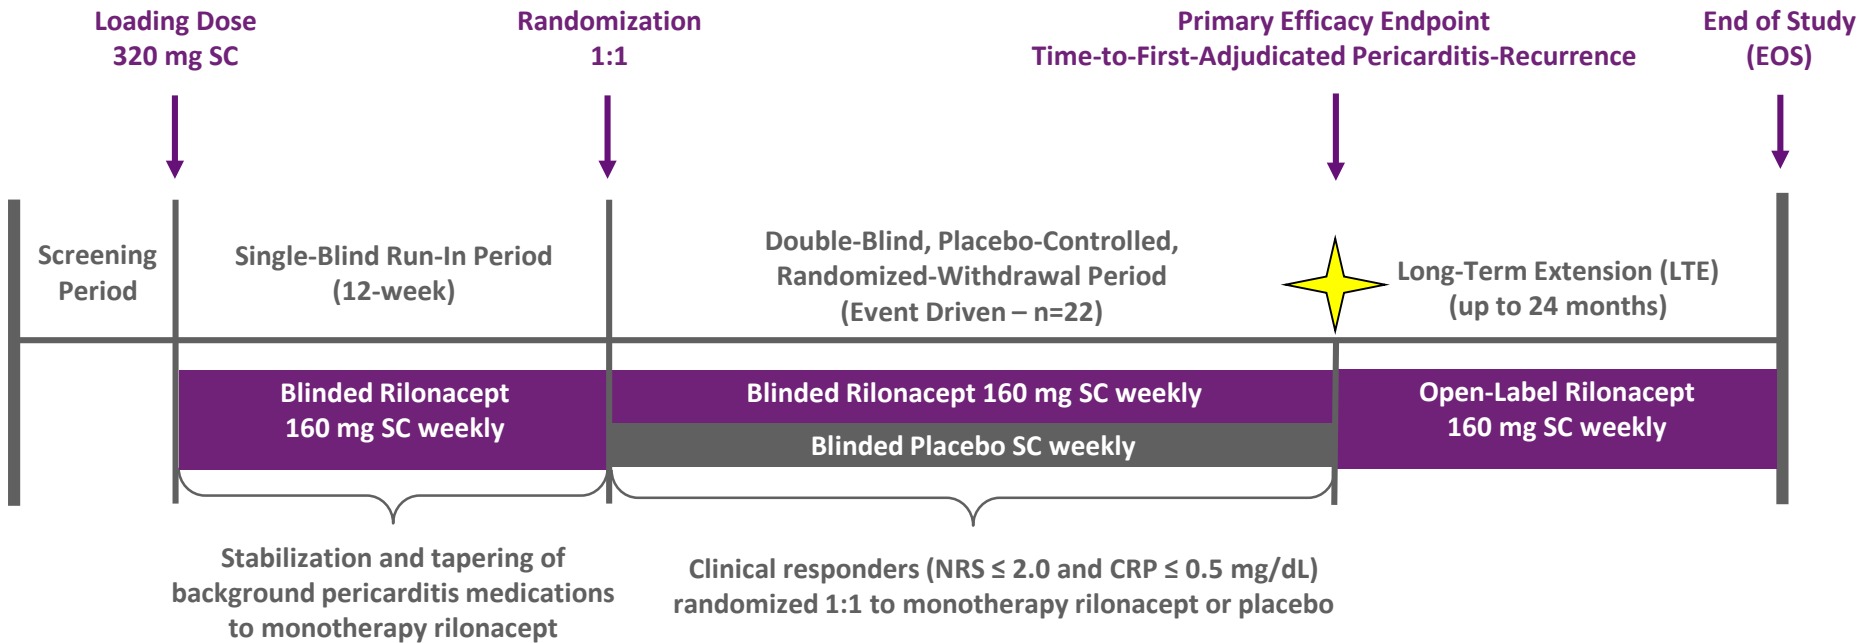 Loading Dose
320 mg SC
Randomization
1:1
Primary Efficacy Endpoint
Time-to-First-Adjudicated Pericarditis-Recurrence
End of Study
(EOS)
Screening
Period
Single-Blind Run-In Period
(12-week)
Double-Blind, Placebo-Controlled,
Randomized-Withdrawal Period
(Event Driven – n=22)
Long-Term Extension (LTE)
(up to 24 months)
Blinded Rilonacept
160 mg SC weekly
Blinded Rilonacept 160 mg SC weekly
Blinded Placebo SC weekly
Open-Label Rilonacept
160 mg SC weekly
Stabilization and tapering of
background pericarditis medications
to monotherapy rilonacept
Clinical responders (NRS ≤ 2.0 and CRP ≤ 0.5 mg/dL)
randomized 1:1 to monotherapy rilonacept or placebo